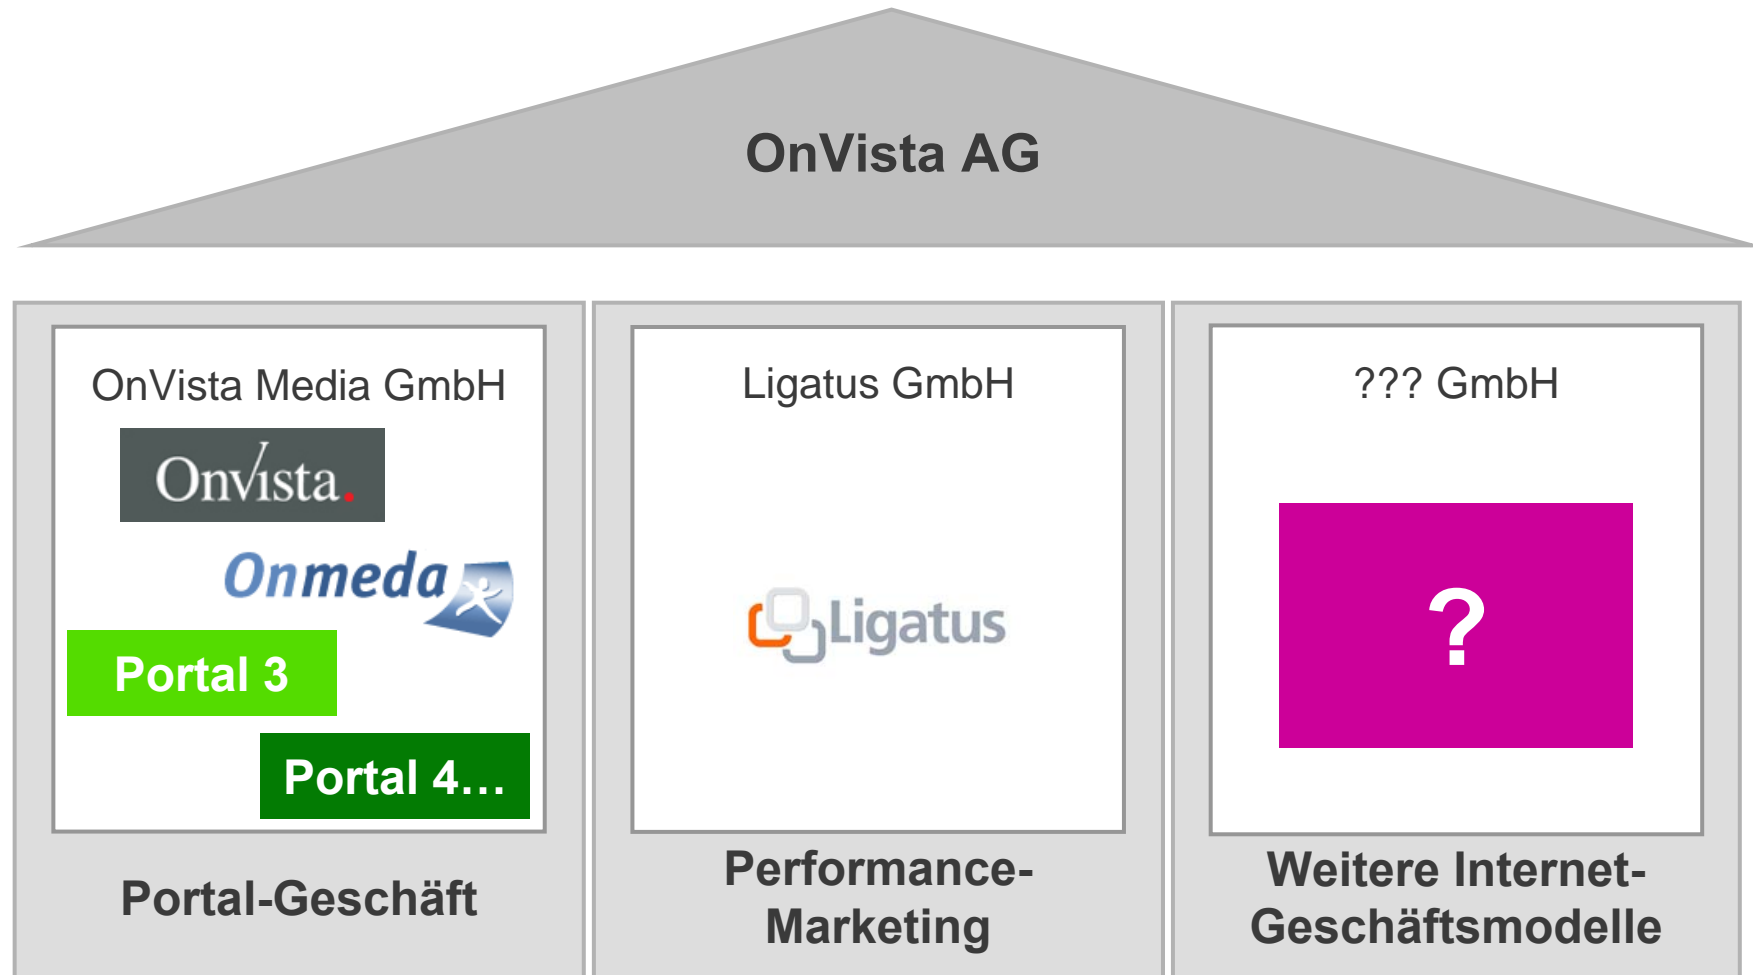 OnVista AG
OnVista Media GmbH
Onvista.
Onmeda
Portal 3
Portal 4…
Portal-Geschäft
Ligatus GmbH
Ligatus
Performance-
Marketing
??? GmbH
?
Weitere Internet-
Geschäftsmodelle